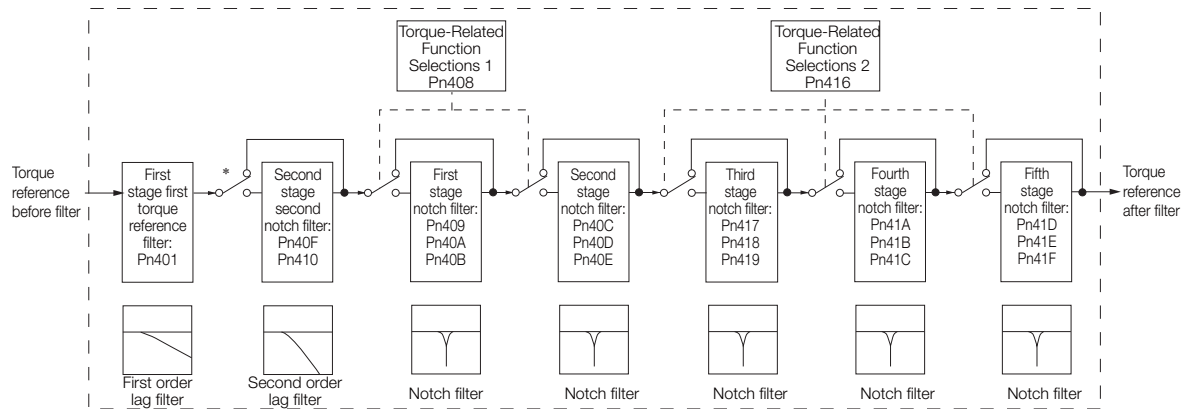 Torque-Related
Function
Selections 1
Pn408
Torque-Related
Function
Selections 2
Pn416
Torque
reference
before filter
First
stage first
torque
reference
filter:
Pn401
*
Second
stage
second
notch filter:
Pn40F
Pn410
First
stage
notch filter:
Pn409
Pn40A
Pn40B
Second
stage
notch filter:
Pn40C
Pn40D
Pn40E
Third
stage
notch filter:
Pn417
Pn418
Pn419
Fourth
stage
notch filter:
Pn41A
Pn41B
Pn41C
Fifth
stage
notch filter:
Pn41D
Pn41E
Pn41F
Torque
reference
after filter
First order
lag filter
Second order
lag filter
Notch filter
Notch filter
Notch filter
Notch filter
Notch filter